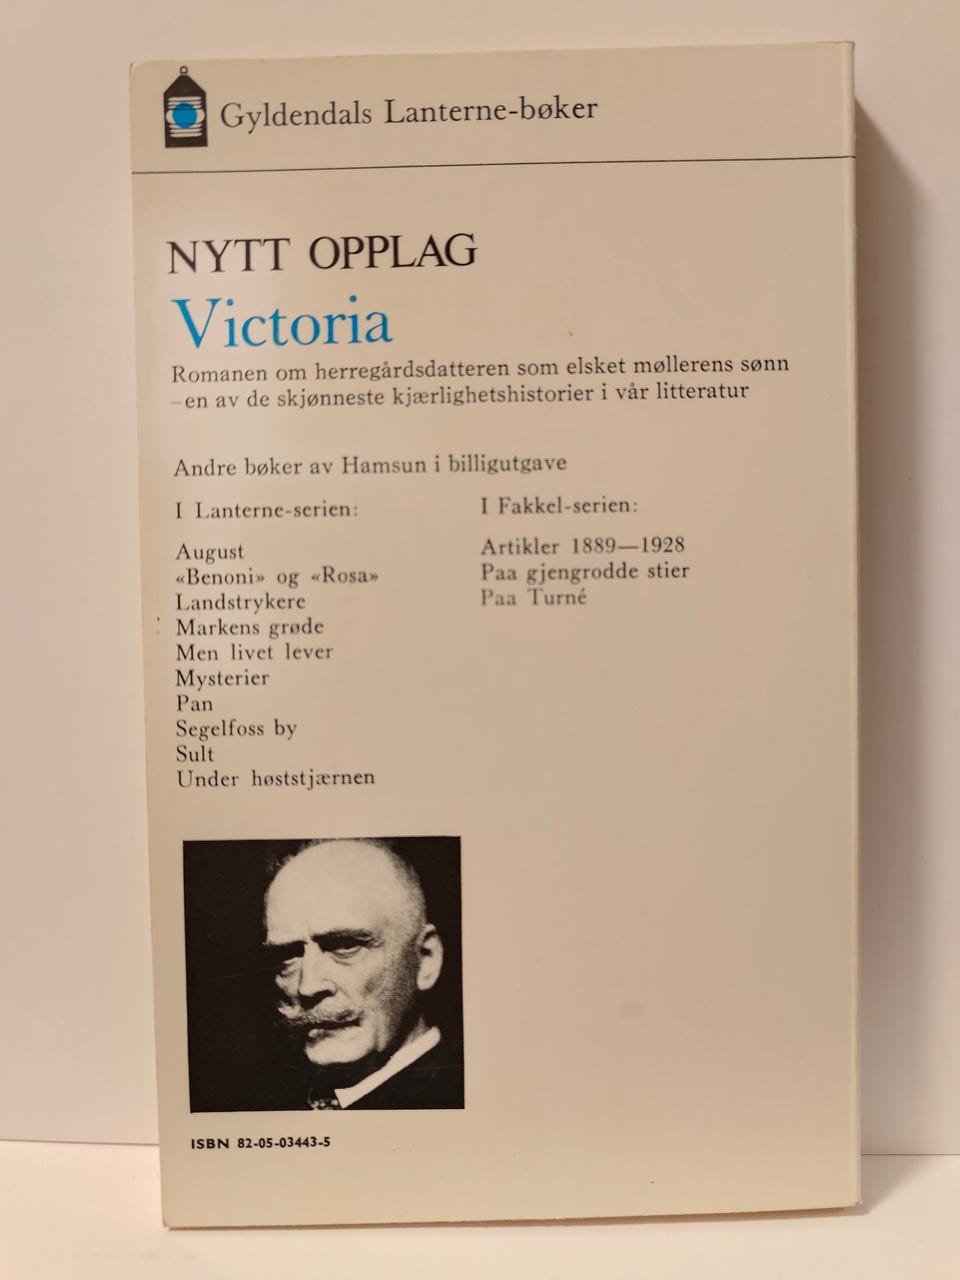 Gyldendals Lanterne-bøker
NYTT OPPLAG
Victoria
Romanen om herregårdsdatteren som elsket møllerens sønn
–en av de skjønneste kjærlighetshistorier i vår litteratur
Andre bøker av Hamsun i billigutgave
I Lanterne-serien:
August
«Benoni» og «Rosa»
Landstrykere
Markens grøde
Men livet lever
Mysterier
Pan
Segelfoss by
Sult
Under høststjærnen
I Fakkel-serien:
Artikler 1889—1928
Paa gjengrodde stier
Paa Turné
ISBN 82-05-03443-5